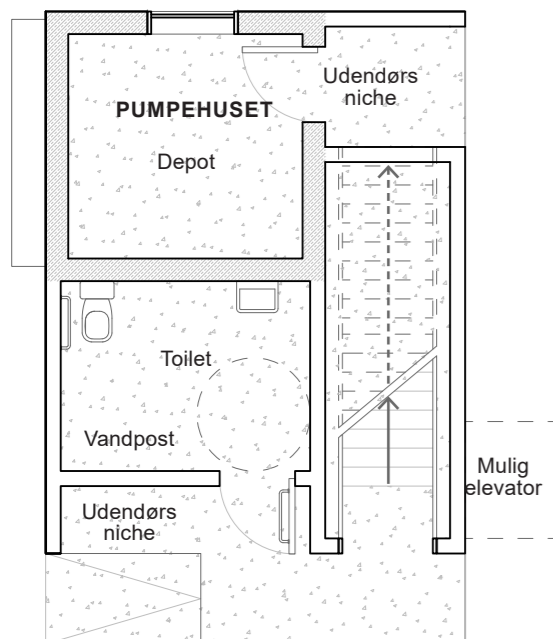 Udendørs
niche
PUMPEHUSET
Depot
Toilet
Vandpost
Mulig
elevator
Udendørs
niche